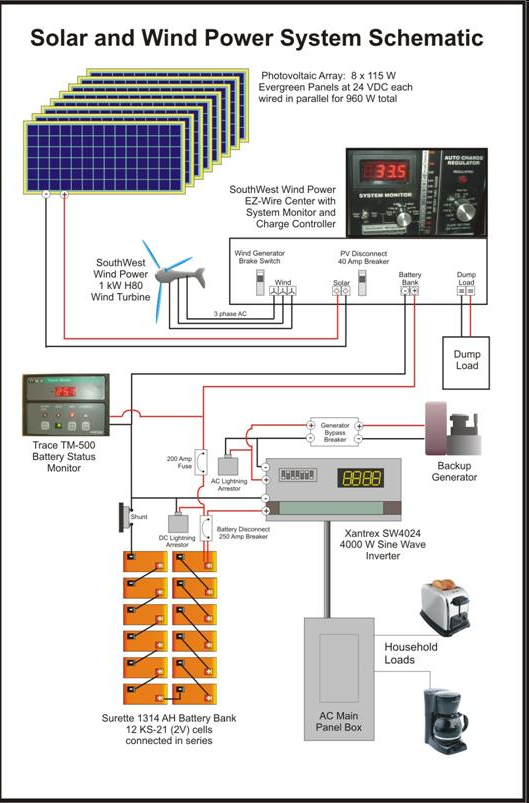 Solar and Wind Power System Schematic
Photovoltaic Array: 8 x 115 W
Evergreen Panels at 24 VDC each
wired in parallel for 960 W total
SouthWest Wind Power
EZ-Wire Center with
System Monitor and
Charge Controller
33.5
SYSTEM MONITOR
AUTO CHARGE
REGULATOR
SouthWest
Wind Power
1 kW H80
Wind Turbine
Wind Generator
Brake Switch
PV Disconnect
40 Amp Breaker
Wind
Solar
Battery
Bank
Dump
Load
3 phase AC
Dump
Load
Trace TM-500
Battery Status
Monitor
200 Amp
Fuse
AC Lightning
Arrestor
Generator
Bypass
Breaker
Backup
Generator
8888
Shunt
DC Lightning
Arrestor
Battery Disconnect
250 Amp Breaker
Xantrex SW4024
4000 W Sine Wave
Inverter
Household
Loads
AC Main
Panel Box
Surette 1314 AH Battery Bank
12 KS-21 (2V) cells
connected in series